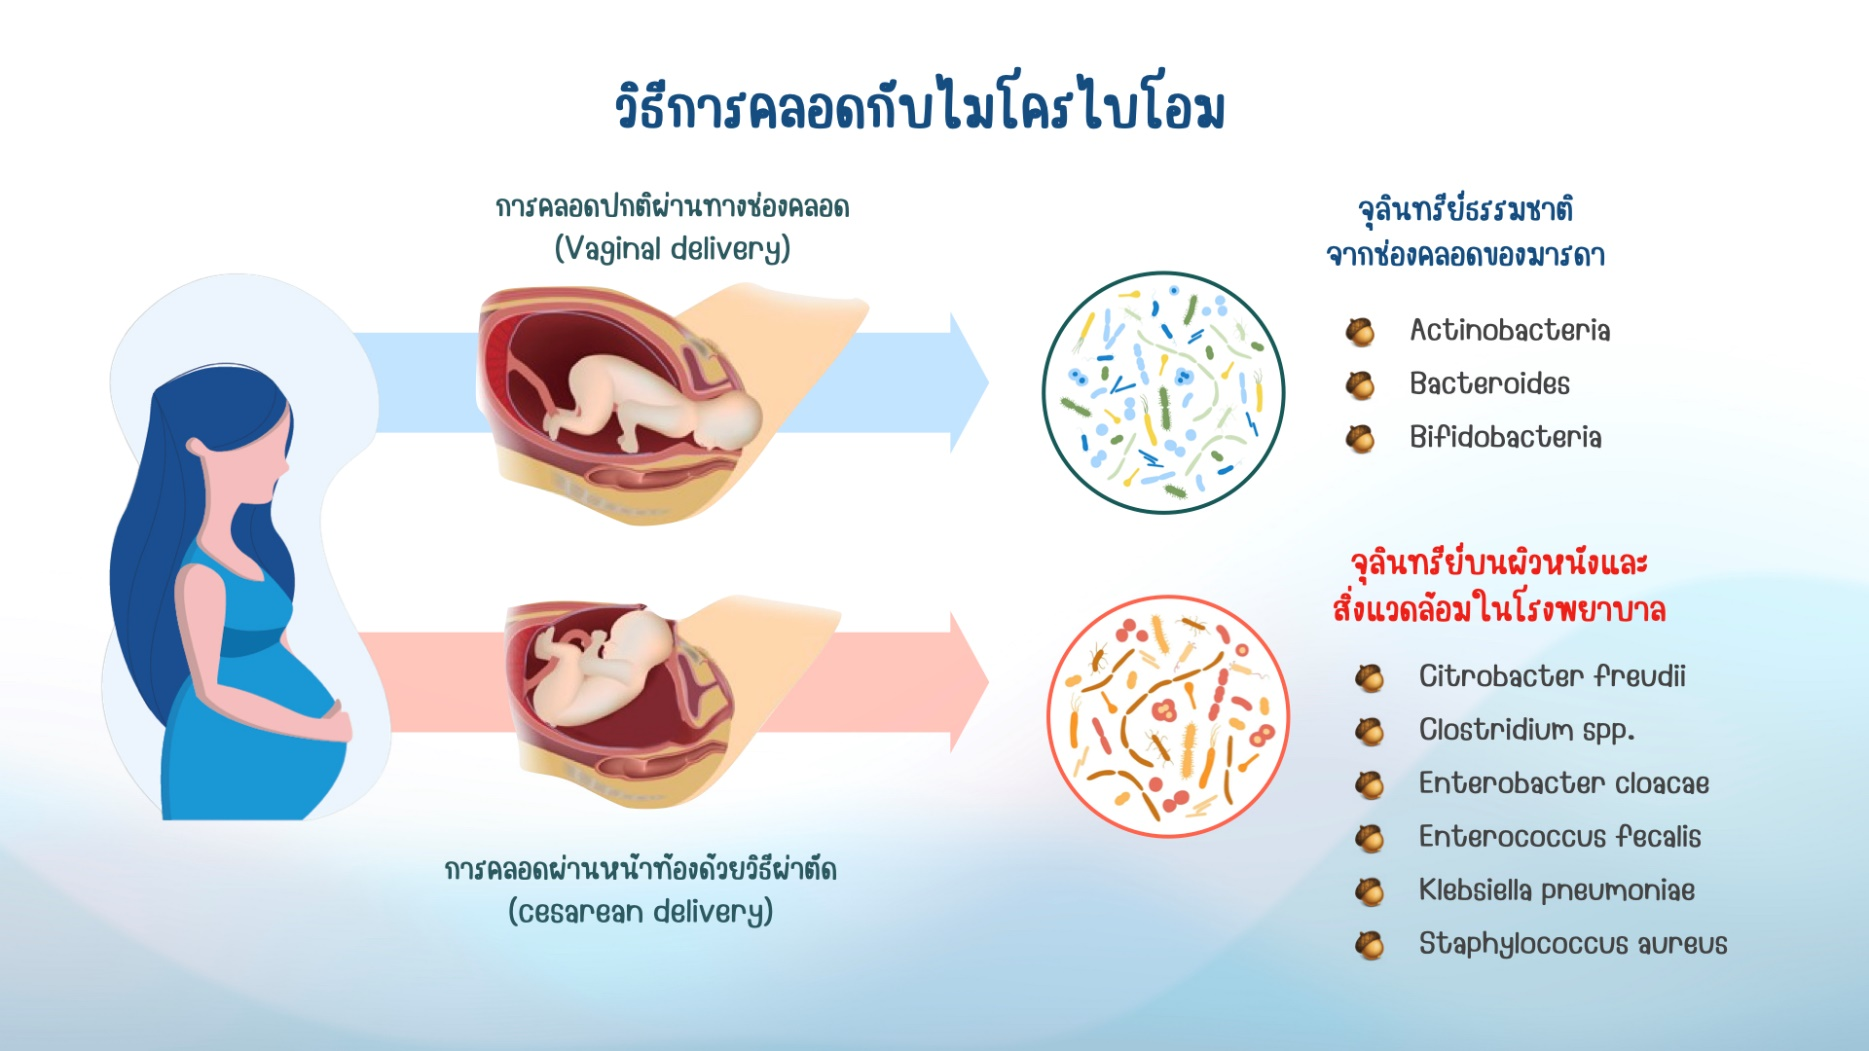 วิธีการคลอดกับไมโครไบโอม
การคลอดปกติผ่านทางช่องคลอด
(Vaginal delivery)
จุลินทรีย์ธรรมชาติ
จากช่องคลอดของมารดา
Actinobacteria
Bacteroides
Bifidobacteria
จุลินทรีย์บนผิวหนังและ
สิ่งแวดล้อมในโรงพยาบาล
Citrobacter freudii
Clostridium spp.
Enterobacter cloacae
Enterococcus fecalis
Klebsiella pneumoniae
Staphylococcus aureus
การคลอดผ่านหน้าท้องด้วยวิธีผ่าตัด
(cesarean delivery)